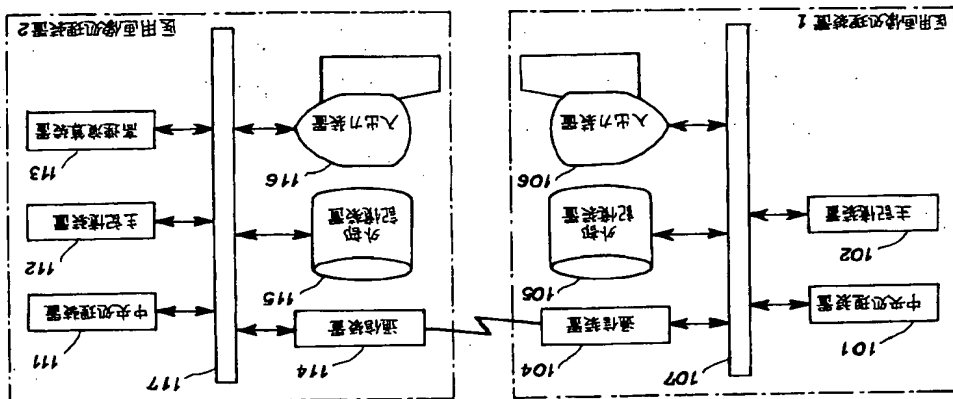 101
中央処理装置
102
主記憶装置
107
104
通信装置
105
外部
記憶装置
106
入出力装置
医用画像処理装置 1
114
通信装置
115
外部
記憶装置
116
入出力装置
117
111
中央処理装置
112
主記憶装置
113
高速演算装置
医用画像処理装置 2